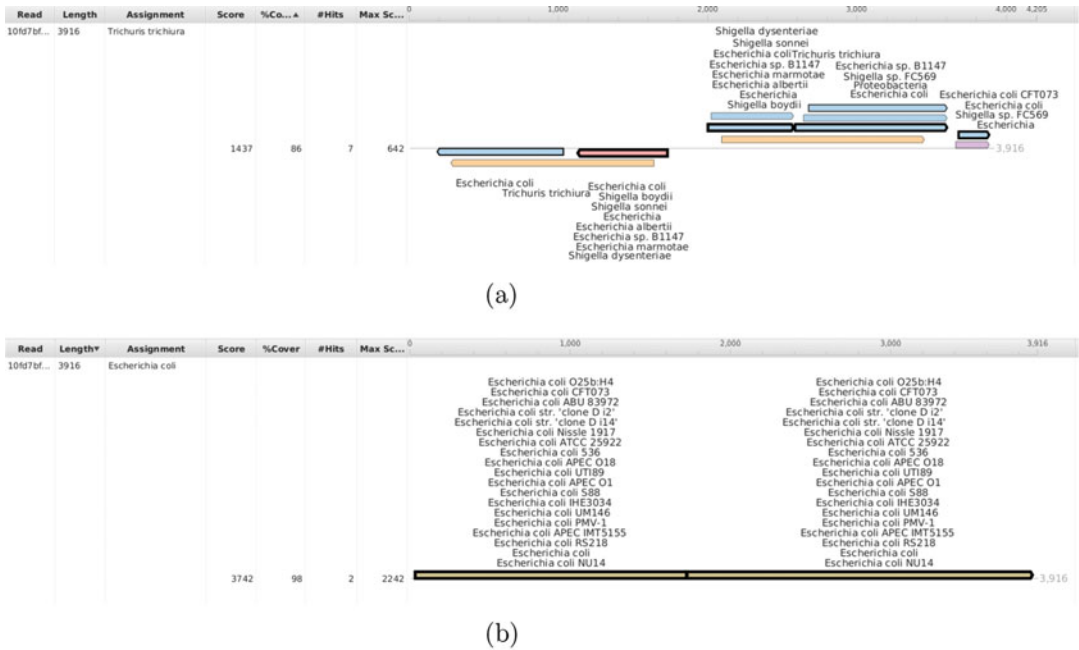 0 1,000 2,000 3,000 4,000 4,205
Read Length Assignment Score %Co...▲ #Hits Max Sc...
10fd7bf... 3916 Trichuris trichiura
Shigella dysenteriae
Shigella sonnei
Escherichia coliTrichuris trichiura
Escherichia sp. B1147 Escherichia sp. B1147
Escherichia marmotae Shigella sp. FC569
Escherichia albertii Proteobacteria
Escherichia Escherichia coli Escherichia coli CFT073
Shigella boydii Escherichia coli
Shigella sp. FC569
Escherichia
1437 86 7 642 3,916
Escherichia coli Escherichia coli
Trichuris trichiura Shigella boydii
Shigella sonnei
Escherichia
Escherichia albertii
Escherichia sp. B1147
Escherichia marmotae
Shigella dysenteriae
(a)
0 1,000 2,000 3,000 3,916
Read Length▼ Assignment Score %Cover #Hits Max Sc...
10fd7bf... 3916 Escherichia coli
Escherichia coli O25b:H4 Escherichia coli O25b:H4
Escherichia coli CFT073 Escherichia coli CFT073
Escherichia coli ABU 83972 Escherichia coli ABU 83972
Escherichia coli str. 'clone D i2' Escherichia coli str. 'clone D i2'
Escherichia coli str. 'clone D i14' Escherichia coli str. 'clone D i14'
Escherichia coli Nissle 1917 Escherichia coli Nissle 1917
Escherichia coli ATCC 25922 Escherichia coli ATCC 25922
Escherichia coli 536 Escherichia coli 536
Escherichia coli APEC O18 Escherichia coli APEC O18
Escherichia coli UTI89 Escherichia coli UTI89
Escherichia coli APEC O1 Escherichia coli APEC O1
Escherichia coli S88 Escherichia coli S88
Escherichia coli IHE3034 Escherichia coli IHE3034
Escherichia coli UM146 Escherichia coli UM146
Escherichia coli PMV-1 Escherichia coli PMV-1
Escherichia coli APEC IMT5155 Escherichia coli APEC IMT5155
Escherichia coli RS218 Escherichia coli RS218
Escherichia coli Escherichia coli
Escherichia coli NU14 Escherichia coli NU14
3742 98 2 2242 3,916
(b)